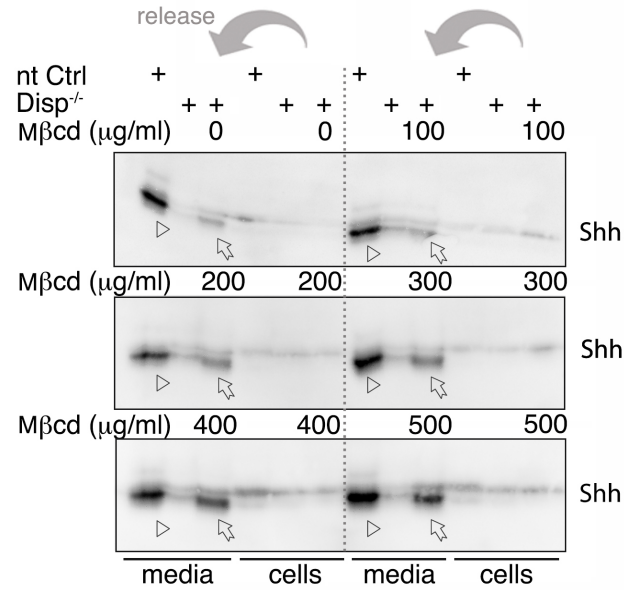 release
nt Ctrl + + + +
Disp-/- + + + + + + + +
Mβcd (μg/ml) 0 0 100 100
Shh
Mβcd (μg/ml) 200 200 300 300
Shh
Mβcd (μg/ml) 400 400 500 500
Shh
media cells media cells